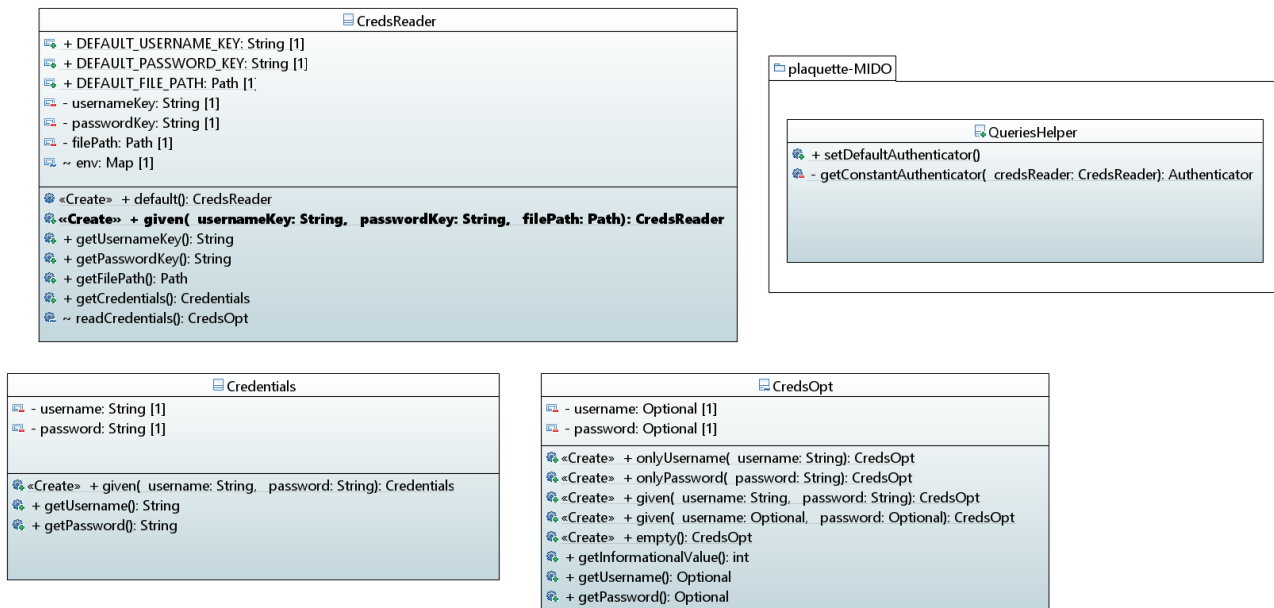 CredsReader
+ DEFAULT_USERNAME_KEY: String [1]
+ DEFAULT_PASSWORD_KEY: String [1]
+ DEFAULT_FILE_PATH: Path [1]
- usernameKey: String [1]
- passwordKey: String [1]
- filePath: Path [1]
~ env: Map [1]
«Create» + default(): CredsReader
«Create» + given( usernameKey: String, passwordKey: String, filePath: Path): CredsReader
+ getUsernameKey(): String
+ getPasswordKey(): String
+ getFilePath(): Path
+ getCredentials(): Credentials
~ readCredentials(): CredsOpt
plaquette-MIDO
QueriesHelper
+ setDefaultAuthenticator()
- getConstantAuthenticator( credsReader: CredsReader): Authenticator
Credentials
- username: String [1]
- password: String [1]
«Create» + given( username: String, password: String): Credentials
+ getUsername(): String
+ getPassword(): String
CredsOpt
- username: Optional [1]
- password: Optional [1]
«Create» + onlyUsername( username: String): CredsOpt
«Create» + onlyPassword( password: String): CredsOpt
«Create» + given( username: String, password: String): CredsOpt
«Create» + given( username: Optional, password: Optional): CredsOpt
«Create» + empty(): CredsOpt
+ getInformationalValue(): int
+ getUsername(): Optional
+ getPassword(): Optional